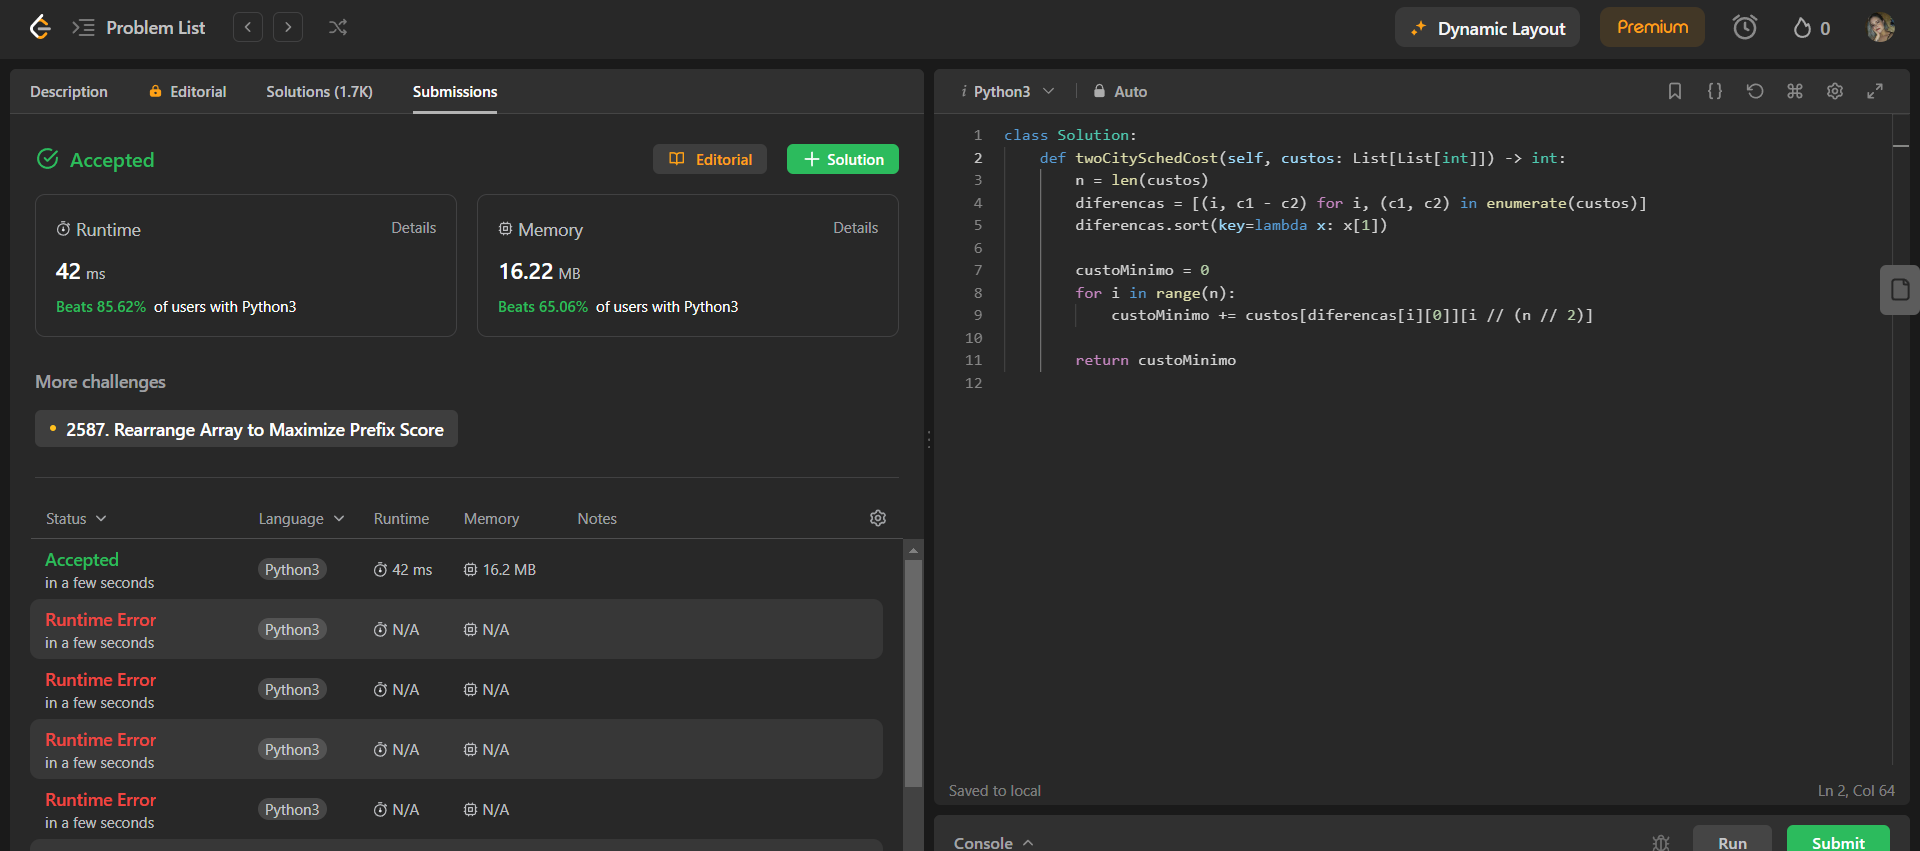 Problem List
Dynamic Layout
Premium
0
Description
Editorial
Solutions (1.7K)
Submissions
Accepted
Editorial
+ Solution
Runtime
Details
42 ms
Beats 85.62% of users with Python3
Memory
Details
16.22 MB
Beats 65.06% of users with Python3
More challenges
2587. Rearrange Array to Maximize Prefix Score
Status
Language
Runtime
Memory
Notes
Accepted
in a few seconds
Python3
42 ms
16.2 MB
Runtime Error
in a few seconds
Python3
N/A
N/A
Runtime Error
in a few seconds
Python3
N/A
N/A
Runtime Error
in a few seconds
Python3
N/A
N/A
Runtime Error
in a few seconds
Python3
N/A
N/A
i Python3
Auto
{}
1 class Solution:
2 def twoCitySchedCost(self, custos: List[List[int]]) -> int:
3 n = len(custos)
4 diferencas = [(i, c1 - c2) for i, (c1, c2) in enumerate(custos)]
5 diferencas.sort(key=lambda x: x[1])
6
7 custoMinimo = 0
8 for i in range(n):
9 custoMinimo += custos[diferencas[i][0]][i // (n // 2)]
10
11 return custoMinimo
12
Saved to local
Ln 2, Col 64
Console
Run
Submit